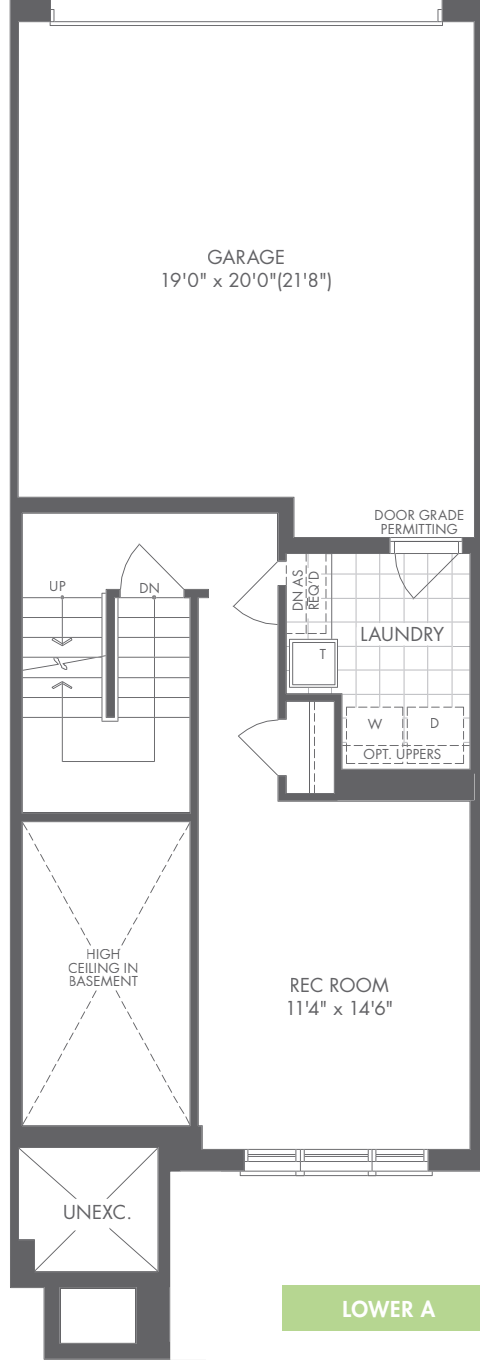 GARAGE
19'0" x 20'0"(21'8")
DOOR GRADE
PERMITTING
UP
DN
DN AS
REQ'D
LAUNDRY
T
W
D
OPT. UPPERS
HIGH
CEILING IN
BASEMENT
REC ROOM
11'4" x 14'6"
UNEXC.
LOWER A